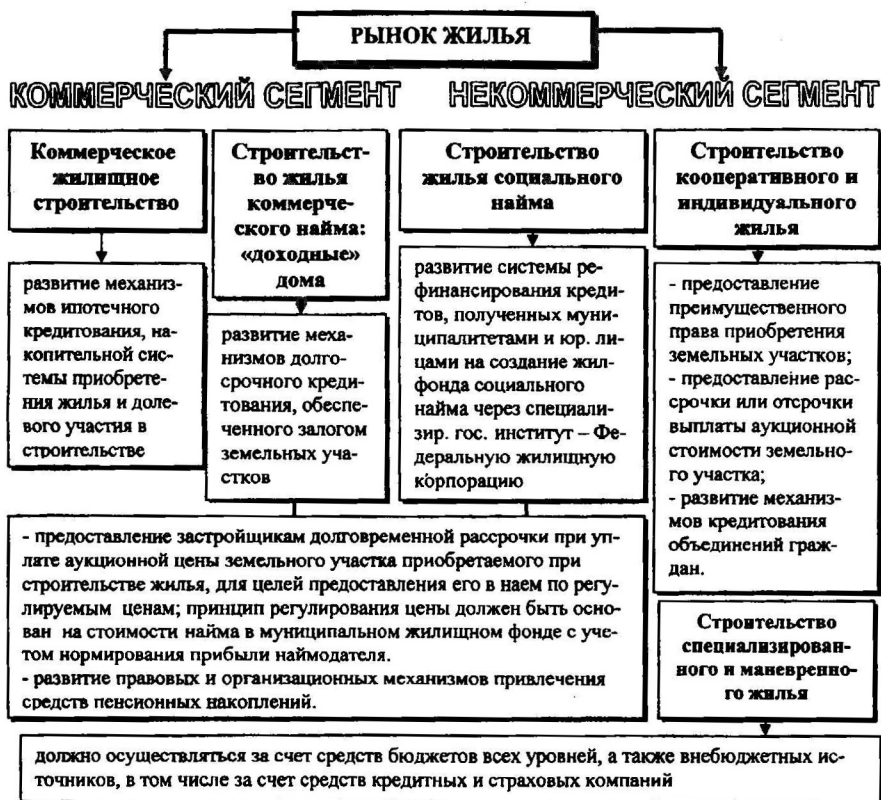 РЫНОК ЖИЛЬЯ
КОММЕРЧЕСКИЙ СЕГМЕНТ
НЕКОММЕРЧЕСКИЙ СЕГМЕНТ
Коммерческое
жилищное
строительство
Строительст-
во жилья
коммерче-
ского найма:
«доходные»
дома
Строительство
жилья социального
найма
Строительство
кооперативного и
индивидуального
жилья
развитие механиз-
мов ипотечного
кредитования, на-
копительной сис-
темы приобрете-
ния жилья и доле-
вого участия в
строительстве
развитие меха-
низмов долго-
срочного креди-
тования, обеспе-
ченного залогом
земельных уча-
стков
развитие системы ре-
финансирования креди-
тов, полученных муни-
ципалитетами и юр. ли-
цами на создание жил-
фонда социального
найма через специали-
зир. гос. институт – Фе-
деральную жилищную
корпорацию
- предоставление
преимущественного
права приобретения
земельных участков;
- предоставление рас-
срочки или отсрочки
выплаты аукционной
стоимости земельно-
го участка;
- развитие механиз-
мов кредитования
объединений граж-
дан.
- предоставление застройщикам долговременной рассрочки при уп-
лате аукционной цены земельного участка приобретаемого при
строительстве жилья, для целей предоставления его в наем по регу-
лируемым ценам; принцип регулирования цены должен быть осно-
ван на стоимости найма в муниципальном жилищном фонде с уче-
том нормирования прибыли наймодателя.
- развитие правовых и организационных механизмов привлечения
средств пенсионных накоплений.
Строительство
специализирован-
ного и маневренно-
го жилья
должно осуществляться за счет средств бюджетов всех уровней, а также внебюджетных ис-
точников, в том числе за счет средств кредитных и страховых компаний